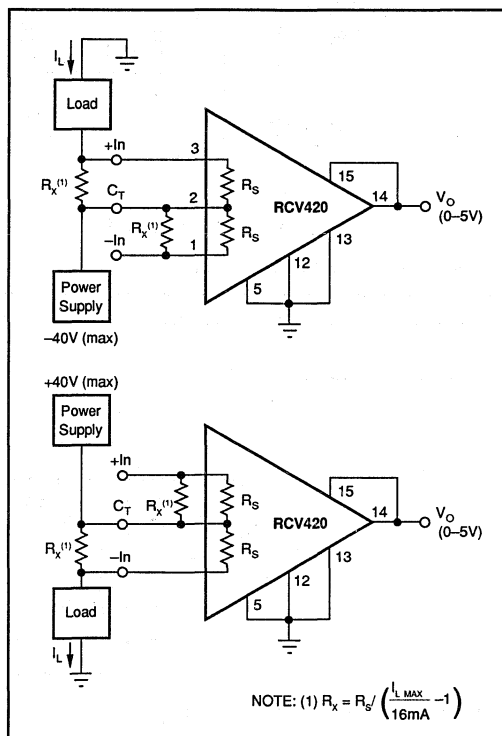 I_L
Load
+In
3
15
R_X(1)
R_S
C_T
2
RCV420
14
V_O
(0–5V)
R_X(1)
R_S
–In
1
13
12
5
Power
Supply
–40V (max)
+40V (max)
Power
Supply
+In
3
15
R_X(1)
R_S
C_T
2
RCV420
14
V_O
(0–5V)
R_X(1)
R_S
–In
1
13
12
5
Load
I_L
NOTE: (1) R_X = R_S/ (I_L MAX/16mA –1)